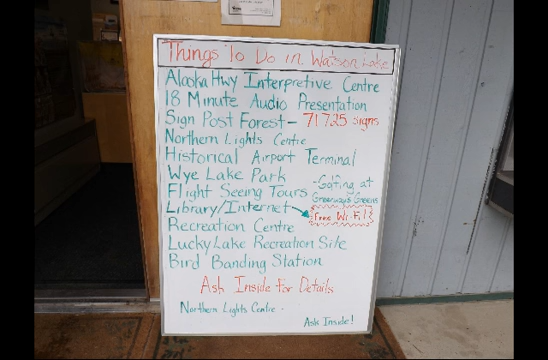 Things To Do in Watson Lake
Alaska Hwy Interpretive Centre
18 Minute Audio Presentation
Sign Post Forest - 71725 signs
Northern Lights Centre
Historical Airport Terminal
Wye Lake Park
- Golfing at
Greenways Greens
Flight Seeing Tours
Library/Internet → Free Wi-Fi!
Recreation Centre
Lucky Lake Recreation Site
Bird Banding Station
Ask Inside For Details
Northern Lights Centre -
Ask Inside!